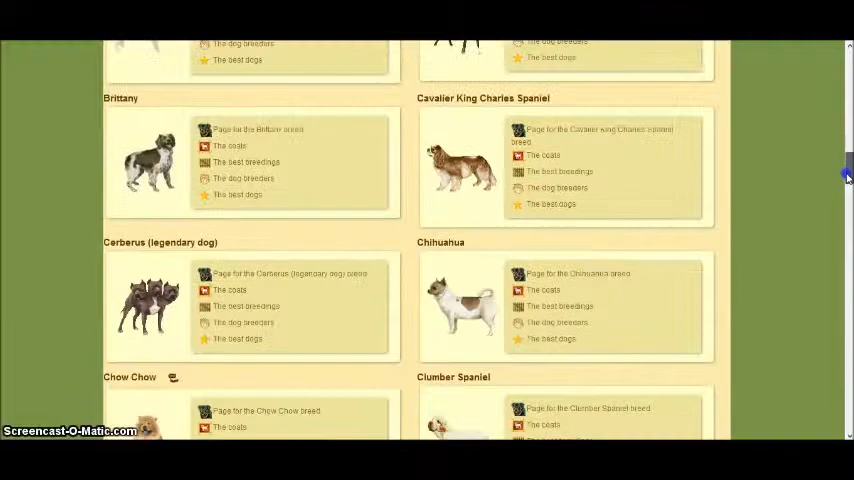 The dog breeders
The best dogs
The dog breeders
The best dogs
Brittany
Page for the Brittany breed
The coats
The best breedings
The dog breeders
The best dogs
Cavalier King Charles Spaniel
Page for the Cavalier King Charles Spaniel
breed
The coats
The best breedings
The dog breeders
The best dogs
Cerberus (legendary dog)
Page for the Cerberus (legendary dog) breed
The coats
The best breedings
The dog breeders
The best dogs
Chihuahua
Page for the Chihuahua breed
The coats
The best breedings
The dog breeders
The best dogs
Chow Chow
Page for the Chow Chow breed
The coats
Clumber Spaniel
Page for the Clumber Spaniel breed
The coats
Screencast-O-Matic.com